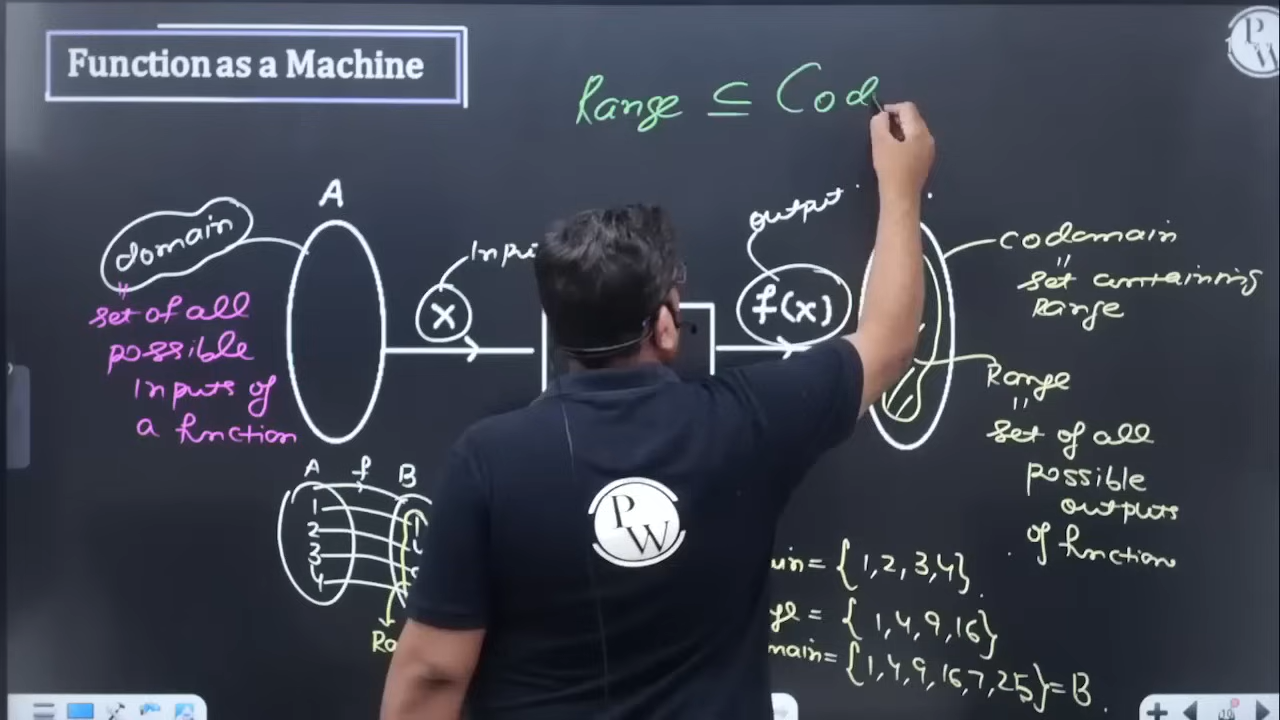 Function as a Machine
Range ⊆ Cod
PW
A
domain
"
set of all
possible
Inputs of
a function
x
output
f(x)
codomain
"
set containing
Range
Range
"
set of all
possible
outputs
of function
A f B
1
2
3
4
PW
= {1,2,3,4}
= {1,4,9,16}
= {1,4,9,16,7,25} = B